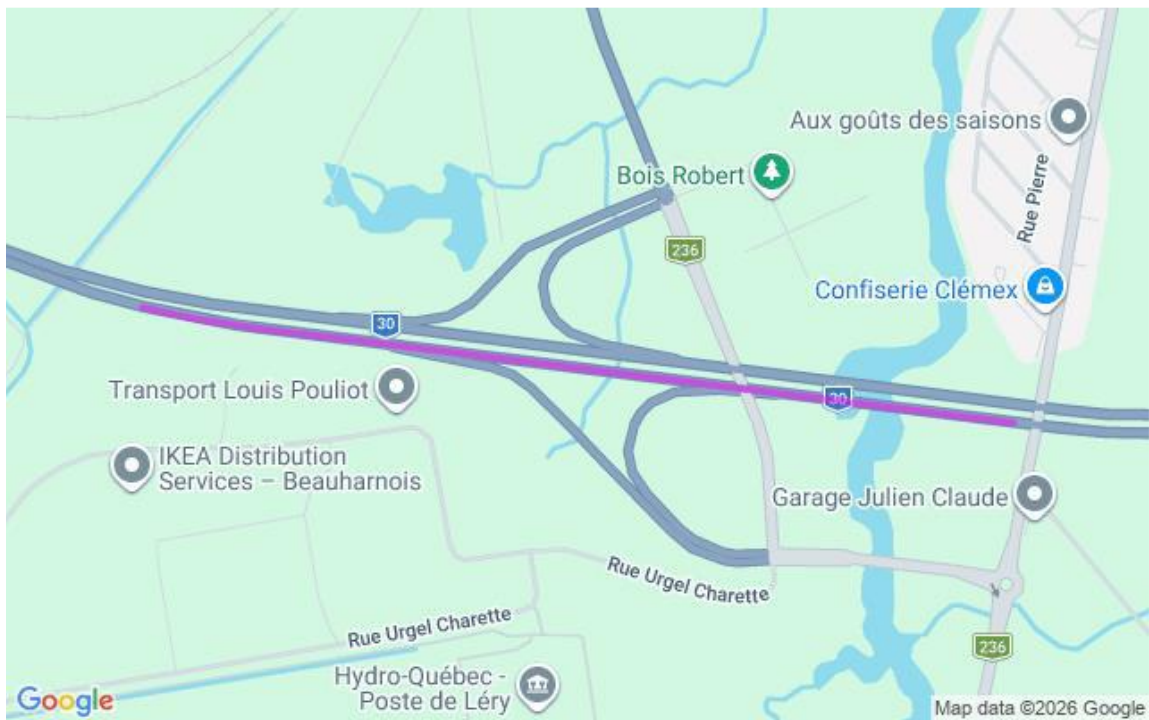 Aux goûts des saisons
Bois Robert
Rue Pierre
236
Confiserie Clémex
30
Transport Louis Pouliot
30
IKEA Distribution
Services – Beauharnois
Garage Julien Claude
Rue Urgel Charette
Rue Urgel Charette
236
Hydro-Québec -
Poste de Léry
Google
Map data ©2026 Google